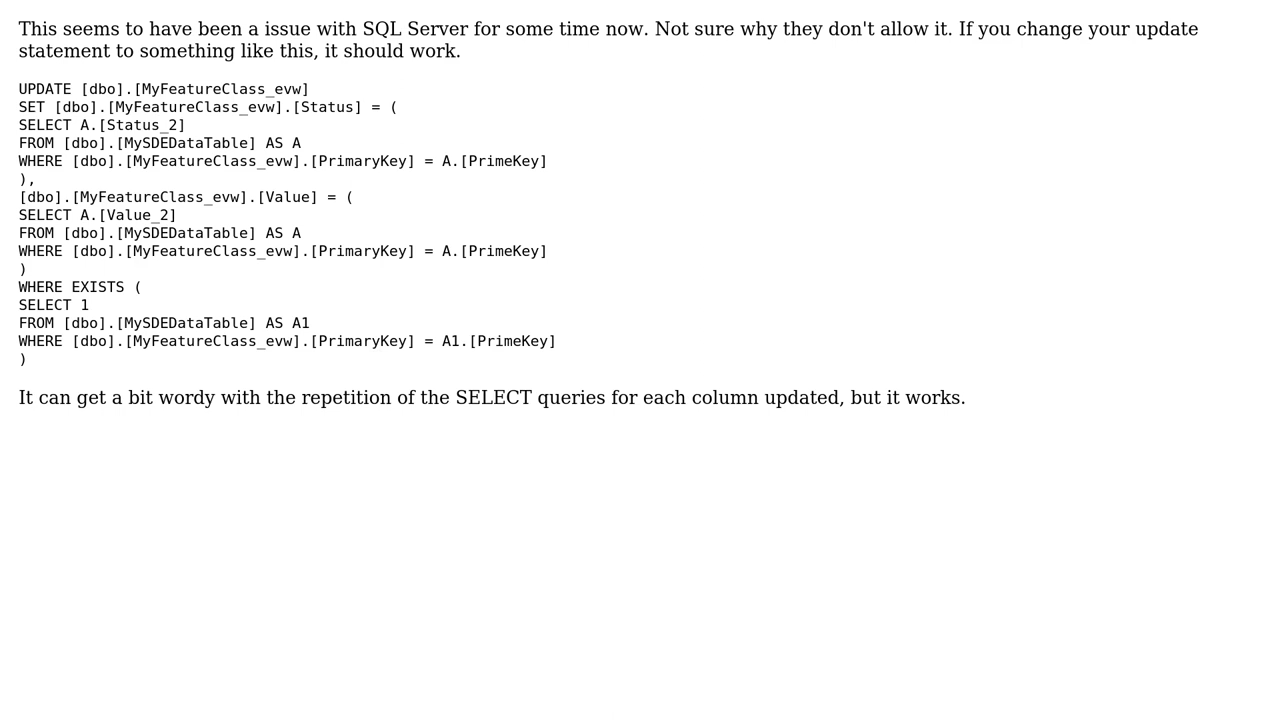 This seems to have been a issue with SQL Server for some time now. Not sure why they don't allow it. If you change your update
statement to something like this, it should work.
UPDATE [dbo].[MyFeatureClass_evw]
SET [dbo].[MyFeatureClass_evw].[Status] = (
SELECT A.[Status_2]
FROM [dbo].[MySDEDataTable] AS A
WHERE [dbo].[MyFeatureClass_evw].[PrimaryKey] = A.[PrimeKey]
),
[dbo].[MyFeatureClass_evw].[Value] = (
SELECT A.[Value_2]
FROM [dbo].[MySDEDataTable] AS A
WHERE [dbo].[MyFeatureClass_evw].[PrimaryKey] = A.[PrimeKey]
)
WHERE EXISTS (
SELECT 1
FROM [dbo].[MySDEDataTable] AS A1
WHERE [dbo].[MyFeatureClass_evw].[PrimaryKey] = A1.[PrimeKey]
)
It can get a bit wordy with the repetition of the SELECT queries for each column updated, but it works.